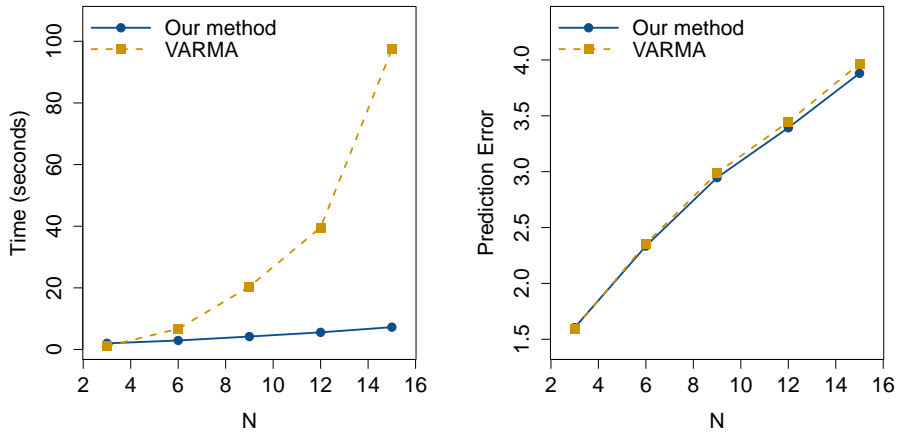 Our method
VARMA
Time (seconds)
0
20
40
60
80
100
2 4 6 8 10 12 14 16
N
Our method
VARMA
Prediction Error
1.5
2.0
2.5
3.0
3.5
4.0
2 4 6 8 10 12 14 16
N